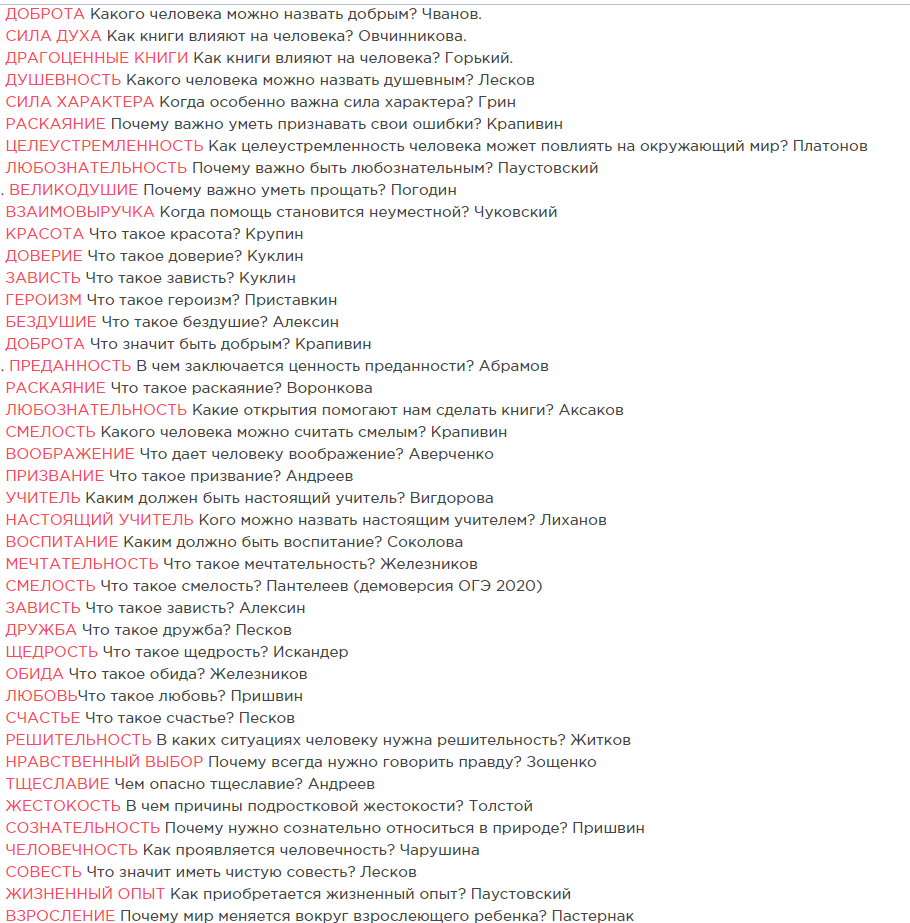 ДОБРОТА Какого человека можно назвать добрым? Чванов.
СИЛА ДУХА Как книги влияют на человека? Овчинникова.
ДРАГОЦЕННЫЕ КНИГИ Как книги влияют на человека? Горький.
ДУШЕВНОСТЬ Какого человека можно назвать душевным? Лесков
СИЛА ХАРАКТЕРА Когда особенно важна сила характера? Грин
РАСКАЯНИЕ Почему важно уметь признавать свои ошибки? Крапивин
ЦЕЛЕУСТРЕМЛЕННОСТЬ Как целеустремленность человека может повлиять на окружающий мир? Платонов
ЛЮБОЗНАТЕЛЬНОСТЬ Почему важно быть любознательным? Паустовский
. ВЕЛИКОДУШИЕ Почему важно уметь прощать? Погодин
ВЗАИМОВЫРУЧКА Когда помощь становится неуместной? Чуковский
КРАСОТА Что такое красота? Крупин
ДОВЕРИЕ Что такое доверие? Куклин
ЗАВИСТЬ Что такое зависть? Куклин
ГЕРОИЗМ Что такое героизм? Приставкин
БЕЗДУШИЕ Что такое бездушие? Алексин
ДОБРОТА Что значит быть добрым? Крапивин
. ПРЕДАННОСТЬ В чем заключается ценность преданности? Абрамов
РАСКАЯНИЕ Что такое раскаяние? Воронкова
ЛЮБОЗНАТЕЛЬНОСТЬ Какие открытия помогают нам сделать книги? Аксаков
СМЕЛОСТЬ Какого человека можно считать смелым? Крапивин
ВООБРАЖЕНИЕ Что дает человеку воображение? Аверченко
ПРИЗВАНИЕ Что такое призвание? Андреев
УЧИТЕЛЬ Каким должен быть настоящий учитель? Вигдорова
НАСТОЯЩИЙ УЧИТЕЛЬ Кого можно назвать настоящим учителем? Лиханов
ВОСПИТАНИЕ Каким должно быть воспитание? Соколова
МЕЧТАТЕЛЬНОСТЬ Что такое мечтательность? Железников
СМЕЛОСТЬ Что такое смелость? Пантелеев (демоверсия ОГЭ 2020)
ЗАВИСТЬ Что такое зависть? Алексин
ДРУЖБА Что такое дружба? Песков
ЩЕДРОСТЬ Что такое щедрость? Искандер
ОБИДА Что такое обида? Железников
ЛЮБОВЬЧто такое любовь? Пришвин
СЧАСТЬЕ Что такое счастье? Песков
РЕШИТЕЛЬНОСТЬ В каких ситуациях человеку нужна решительность? Житков
НРАВСТВЕННЫЙ ВЫБОР Почему всегда нужно говорить правду? Зощенко
ТЩЕСЛАВИЕ Чем опасно тщеславие? Андреев
ЖЕСТОКОСТЬ В чем причины подростковой жестокости? Толстой
СОЗНАТЕЛЬНОСТЬ Почему нужно сознательно относиться в природе? Пришвин
ЧЕЛОВЕЧНОСТЬ Как проявляется человечность? Чарушина
СОВЕСТЬ Что значит иметь чистую совесть? Лесков
ЖИЗНЕННЫЙ ОПЫТ Как приобретается жизненный опыт? Паустовский
ВЗРОСЛЕНИЕ Почему мир меняется вокруг взрослеющего ребенка? Пастернак